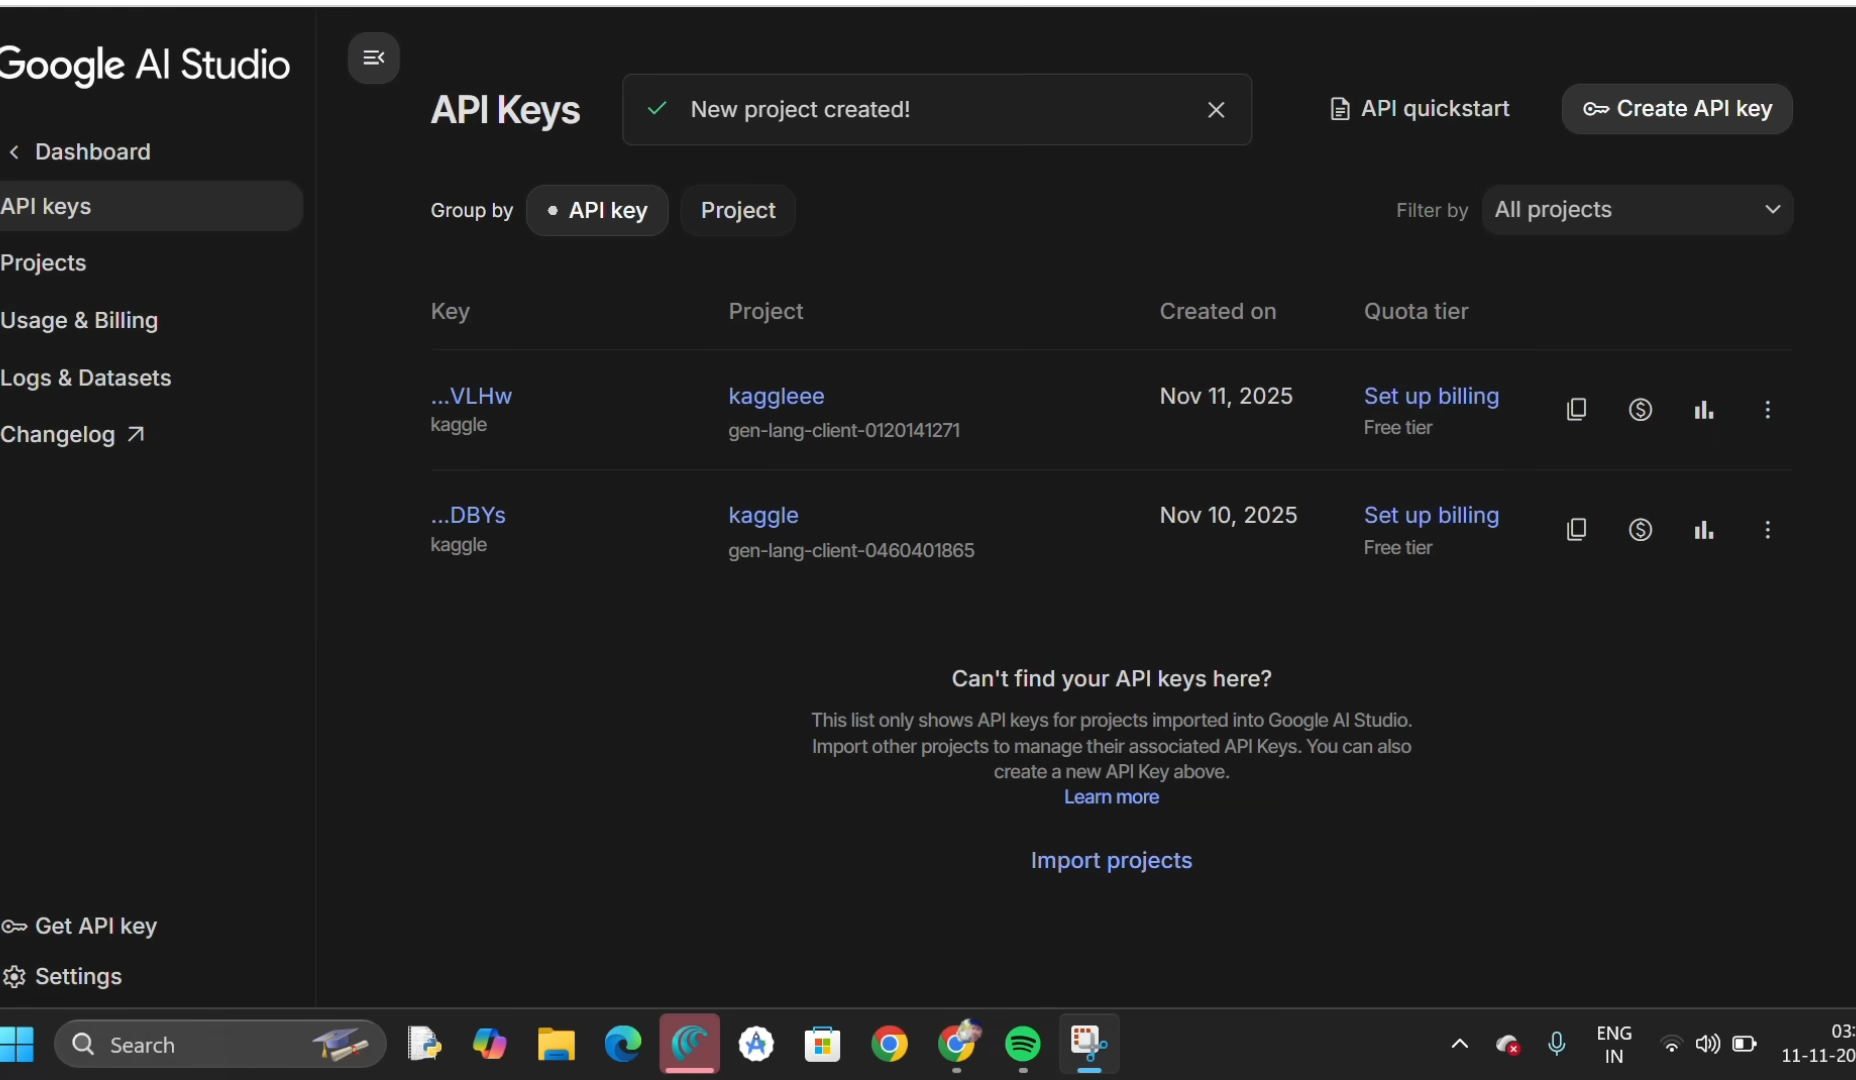 Google AI Studio
Dashboard
API keys
Projects
Usage & Billing
Logs & Datasets
Changelog
Get API key
Settings
API Keys
New project created!
API quickstart
Create API key
Group by
API key
Project
Filter by
All projects
Key Project Created on Quota tier
...VLHw kaggleee Nov 11, 2025 Set up billing
kaggle gen-lang-client-0120141271 Free tier
...DBYs kaggle Nov 10, 2025 Set up billing
kaggle gen-lang-client-0460401865 Free tier
Can't find your API keys here?
This list only shows API keys for projects imported into Google AI Studio.
Import other projects to manage their associated API Keys. You can also
create a new API Key above.
Learn more
Import projects
Search
ENG
IN
03:
11-11-20